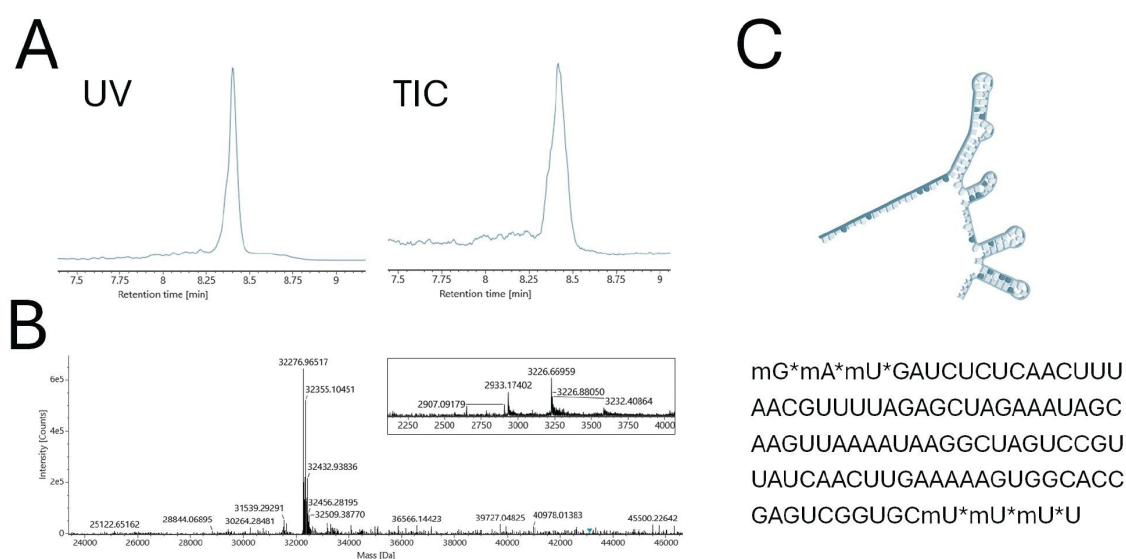 A
UV
TIC
C
7.5 7.75 8 8.25 8.5 8.75 9
Retention time [min]
7.5 7.75 8 8.25 8.5 8.75 9
Retention time [min]
B
32276.96517
32355.10451
32432.93836
32456.28195
32509.38770
31539.29291
30264.28481
28844.06895
25122.65162
36566.14423
39727.04825
40978.01383
45500.22642
6e5
4e5
2e5
0
Intensity [Counts]
24000 26000 28000 30000 32000 34000 36000 38000 40000 42000 44000 46000
Mass [Da]
3226.66959
2933.17402
3226.88050
2907.09179
3232.40864
2250 2500 2750 3000 3250 3500 3750 4000
mG*mA*mU*GAUCUCUCAACUUU
AACGUUUUAGAGCUAGAAAUAGC
AAGUUAAAAUAAGGCUAGUCCGU
UAUCAACUUGAAAAAGUGGCACC
GAGUCGGUGCmU*mU*mU*U